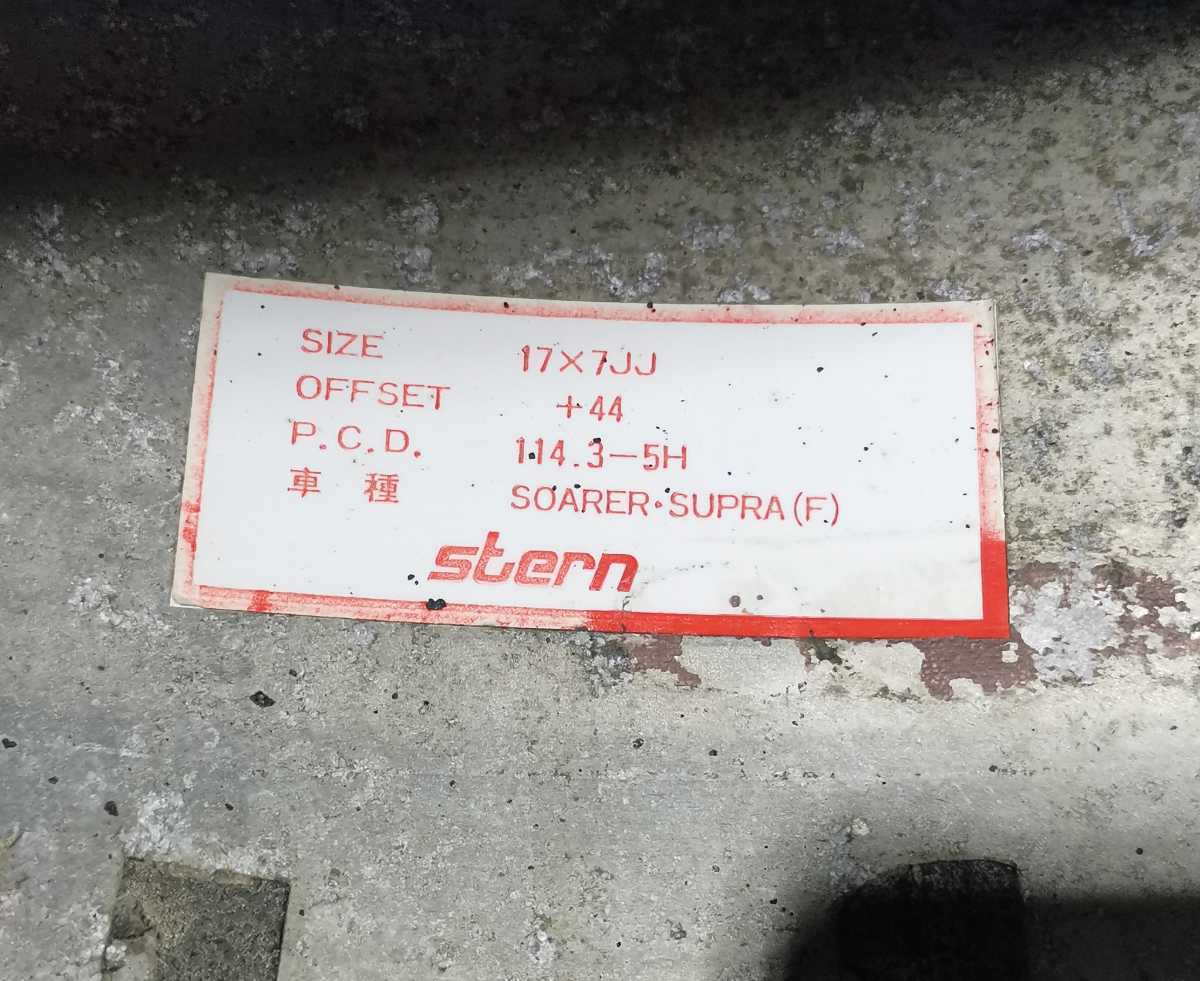 SIZE 17×7JJ
OFFSET +44
P.C.D. 114.3-5H
車 種 SOARER・SUPRA(F)
stern